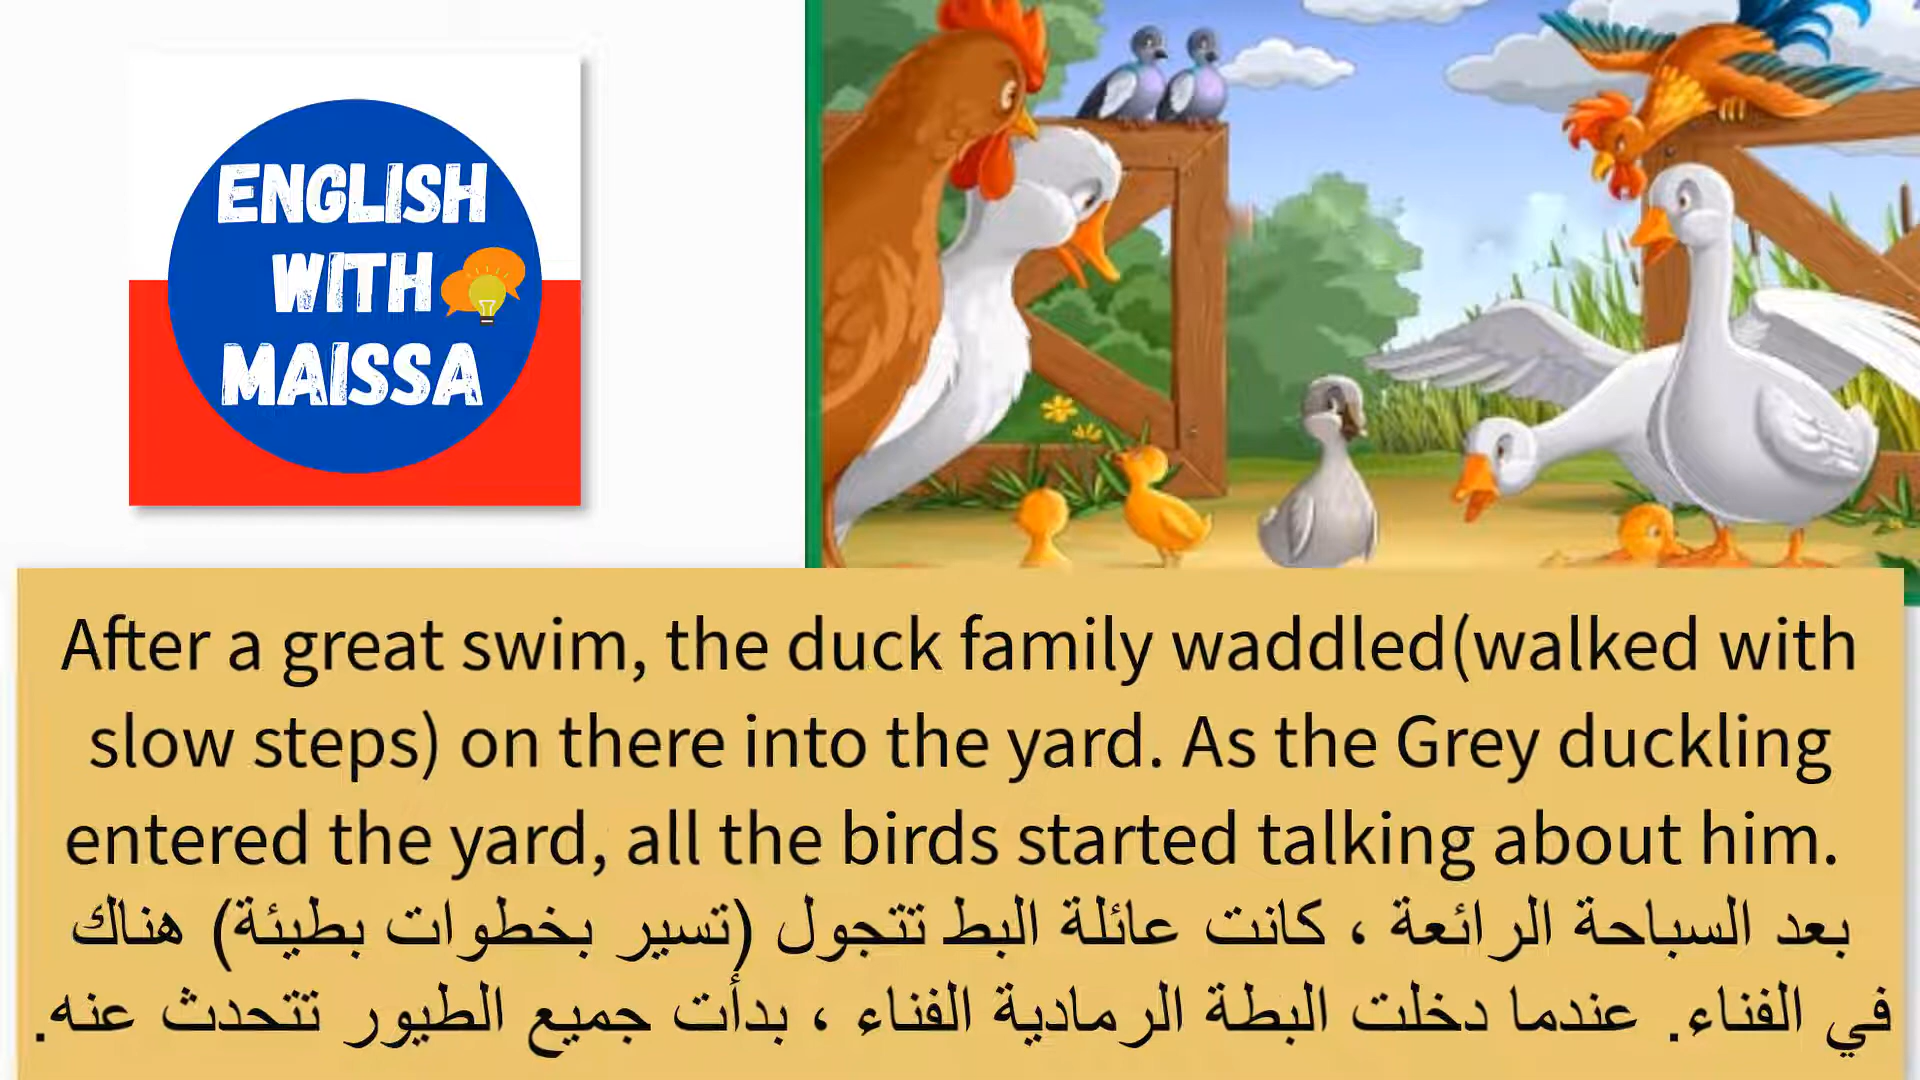 ENGLISH
WITH
MAISSA
After a great swim, the duck family waddled(walked with
slow steps) on there into the yard. As the Grey duckling
entered the yard, all the birds started talking about him.
بعد السباحة الرائعة ، كانت عائلة البط تتجول (تسير بخطوات بطيئة) هناك
في الفناء. عندما دخلت البطة الرمادية الفناء ، بدأت جميع الطيور تتحدث عنه.